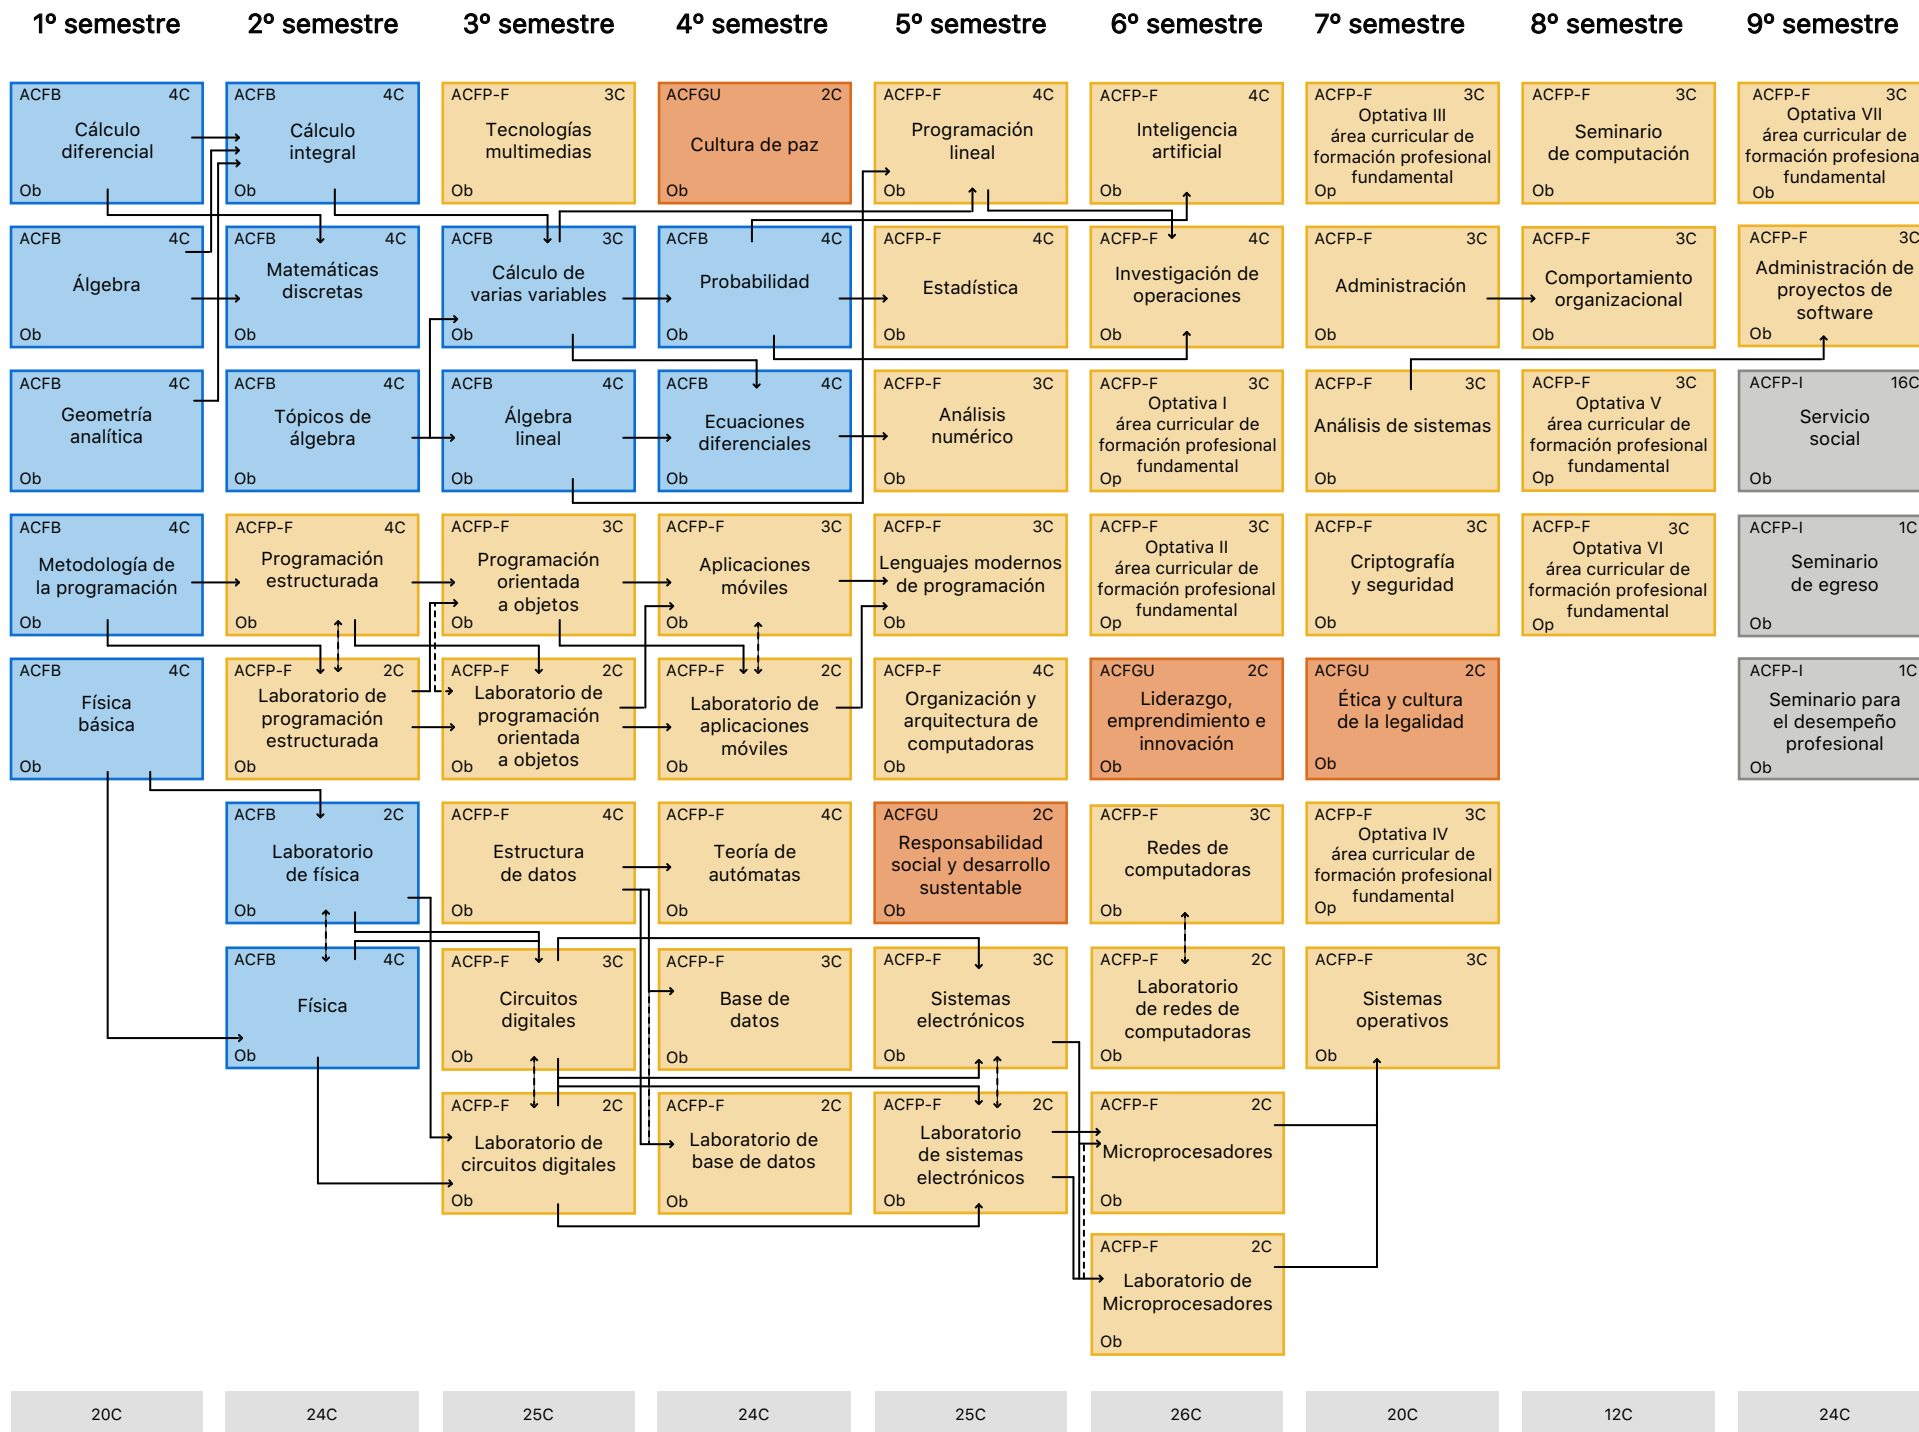 1º semestre
2º semestre
3º semestre
4º semestre
5º semestre
6º semestre
7º semestre
8º semestre
9º semestre
ACFB 4C
Cálculo
diferencial
Ob
ACFB 4C
Cálculo
integral
Ob
ACFP-F 3C
Tecnologías
multimedias
Ob
ACFGU 2C
Cultura de paz
Ob
ACFP-F 4C
Programación
lineal
Ob
ACFP-F 4C
Inteligencia
artificial
Ob
ACFP-F 3C
Optativa III
área curricular de
formación profesional
fundamental
Op
ACFP-F 3C
Seminario
de computación
Ob
ACFP-F 3C
Optativa VII
área curricular de
formación profesiona
fundamental
Ob
ACFB 4C
Álgebra
Ob
ACFB 4C
Matemáticas
discretas
Ob
ACFB 3C
Cálculo de
varias variables
Ob
ACFB 4C
Probabilidad
Ob
ACFP-F 4C
Estadística
Ob
ACFP-F 4C
Investigación de
operaciones
Ob
ACFP-F 3C
Administración
Ob
ACFP-F 3C
Comportamiento
organizacional
Ob
ACFP-F 3C
Administración de
proyectos de
software
Ob
ACFB 4C
Geometría
analítica
Ob
ACFB 4C
Tópicos de
álgebra
Ob
ACFB 4C
Álgebra
lineal
Ob
ACFB 4C
Ecuaciones
diferenciales
Ob
ACFP-F 3C
Análisis
numérico
Ob
ACFP-F 3C
Optativa I
área curricular de
formación profesional
fundamental
Op
ACFP-F 3C
Análisis de sistemas
Ob
ACFP-F 3C
Optativa V
área curricular de
formación profesional
fundamental
Op
ACFP-I 16C
Servicio
social
Ob
ACFB 4C
Metodología de
la programación
Ob
ACFP-F 4C
Programación
estructurada
Ob
ACFP-F 3C
Programación
orientada
a objetos
Ob
ACFP-F 3C
Aplicaciones
móviles
Ob
ACFP-F 3C
Lenguajes modernos
de programación
Ob
ACFP-F 3C
Optativa II
área curricular de
formación profesional
fundamental
Op
ACFP-F 3C
Criptografía
y seguridad
Ob
ACFP-F 3C
Optativa VI
área curricular de
formación profesional
fundamental
Op
ACFP-I 1C
Seminario
de egreso
Ob
ACFB 4C
Física
básica
Ob
ACFP-F 2C
Laboratorio de
programación
estructurada
Ob
ACFP-F 2C
Laboratorio de
programación
orientada
a objetos
Ob
ACFP-F 2C
Laboratorio de
aplicaciones
móviles
Ob
ACFP-F 4C
Organización y
arquitectura de
computadoras
Ob
ACFGU 2C
Liderazgo,
emprendimiento e
innovación
Ob
ACFGU 2C
Ética y cultura
de la legalidad
Ob
ACFP-I 1C
Seminario para
el desempeño
profesional
Ob
ACFB 2C
Laboratorio
de física
Ob
ACFP-F 4C
Estructura
de datos
Ob
ACFP-F 4C
Teoría de
autómatas
Ob
ACFGU 2C
Responsabilidad
social y desarrollo
sustentable
Ob
ACFP-F 3C
Redes de
computadoras
Ob
ACFP-F 3C
Optativa IV
área curricular de
formación profesional
fundamental
Op
ACFB 4C
Física
Ob
ACFP-F 3C
Circuitos
digitales
Ob
ACFP-F 3C
Base de
datos
Ob
ACFP-F 3C
Sistemas
electrónicos
Ob
ACFP-F 2C
Laboratorio
de redes de
computadoras
Ob
ACFP-F 3C
Sistemas
operativos
Ob
ACFP-F 2C
Laboratorio de
circuitos digitales
Ob
ACFP-F 2C
Laboratorio de
base de datos
Ob
ACFP-F 2C
Laboratorio
de sistemas
electrónicos
Ob
ACFP-F 2C
Microprocesadores
Ob
ACFP-F 2C
Laboratorio de
Microprocesadores
Ob
20C
24C
25C
24C
25C
26C
20C
12C
24C